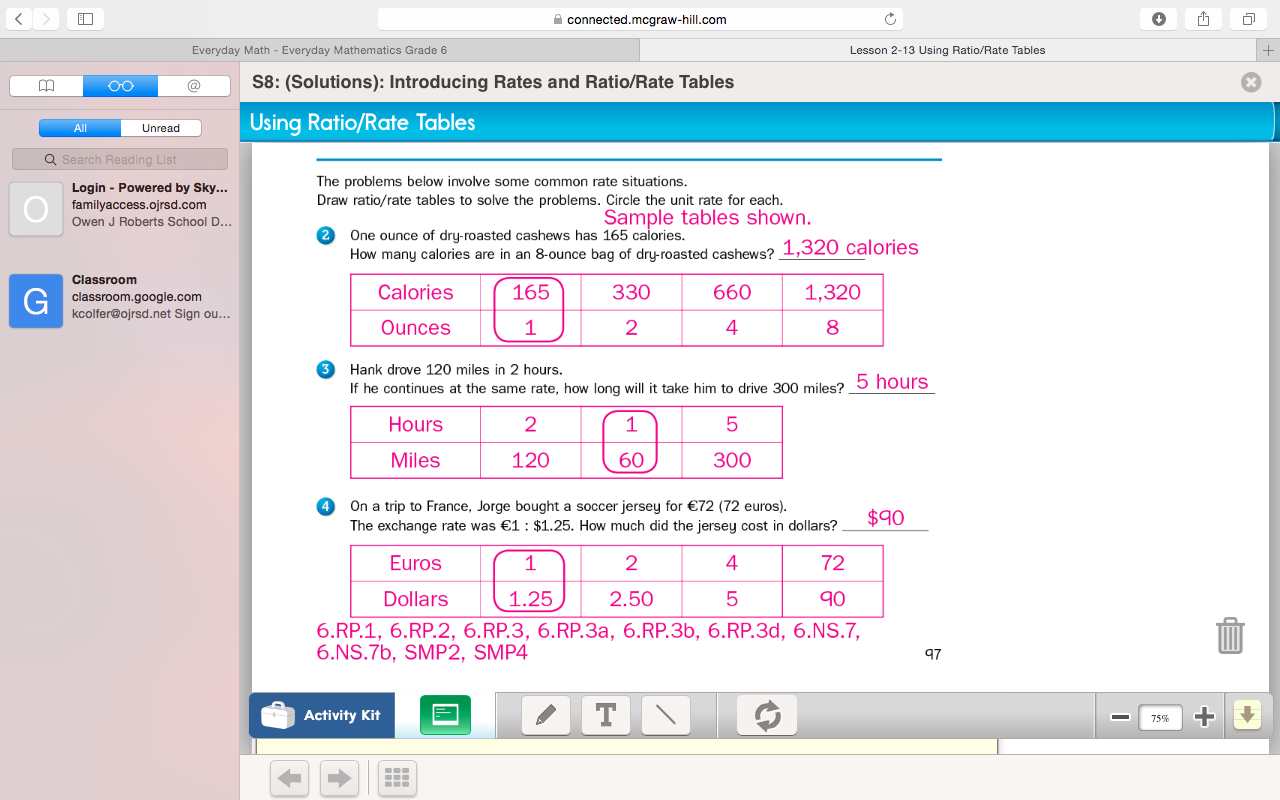 connected.mcgraw-hill.com
Everyday Math - Everyday Mathematics Grade 6
Lesson 2-13 Using Ratio/Rate Tables
@
S8: (Solutions): Introducing Rates and Ratio/Rate Tables
All Unread
Search Reading List
O
Login - Powered by Sky...
familyaccess.ojrsd.com
Owen J Roberts School D...
G
Classroom
classroom.google.com
kcolfer@ojrsd.net Sign ou...
Using Ratio/Rate Tables
The problems below involve some common rate situations.
Draw ratio/rate tables to solve the problems. Circle the unit rate for each.
Sample tables shown.
2 One ounce of dry-roasted cashews has 165 calories.
How many calories are in an 8-ounce bag of dry-roasted cashews? 1,320 calories
Calories 165 330 660 1,320
Ounces 1 2 4 8
3 Hank drove 120 miles in 2 hours.
If he continues at the same rate, how long will it take him to drive 300 miles? 5 hours
Hours 2 1 5
Miles 120 60 300
4 On a trip to France, Jorge bought a soccer jersey for €72 (72 euros).
The exchange rate was €1 : $1.25. How much did the jersey cost in dollars? $90
Euros 1 2 4 72
Dollars 1.25 2.50 5 90
6.RP.1, 6.RP.2, 6.RP.3, 6.RP.3a, 6.RP.3b, 6.RP.3d, 6.NS.7,
6.NS.7b, SMP2, SMP4
97
Activity Kit
T
75%